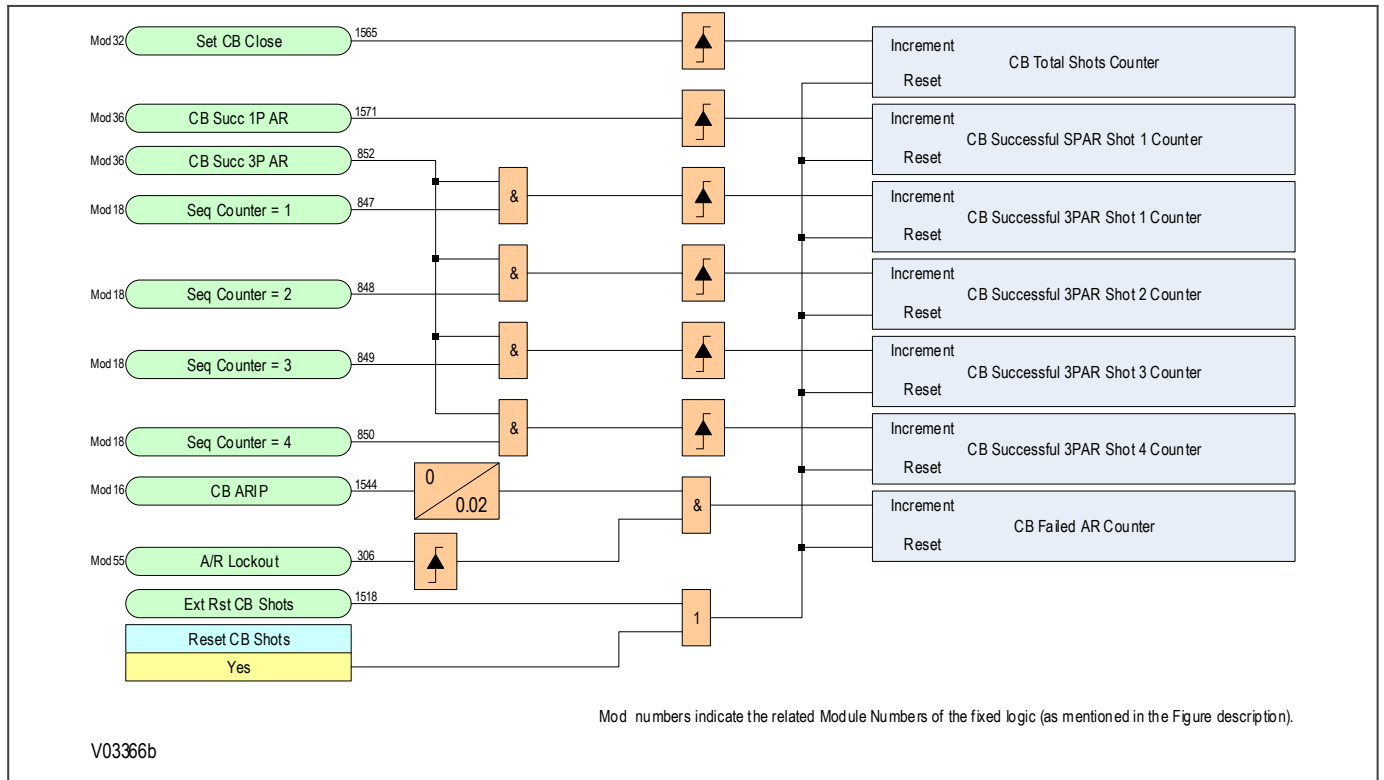 Mod 32 Set CB Close 1565
Increment
CB Total Shots Counter
Reset
Mod 36 CB Succ 1P AR 1571
Increment
CB Successful SPAR Shot 1 Counter
Reset
Mod 36 CB Succ 3P AR 852
Mod 18 Seq Counter = 1 847
&
Increment
CB Successful 3PAR Shot 1 Counter
Reset
Mod 18 Seq Counter = 2 848
&
Increment
CB Successful 3PAR Shot 2 Counter
Reset
Mod 18 Seq Counter = 3 849
&
Increment
CB Successful 3PAR Shot 3 Counter
Reset
Mod 18 Seq Counter = 4 850
&
Increment
CB Successful 3PAR Shot 4 Counter
Reset
Mod 16 CB ARIP 1544
0
0.02
&
Increment
CB Failed AR Counter
Reset
Mod 55 A/R Lockout 306
Ext Rst CB Shots 1518
1
Reset CB Shots
Yes
Mod numbers indicate the related Module Numbers of the fixed logic (as mentioned in the Figure description).
V03366b